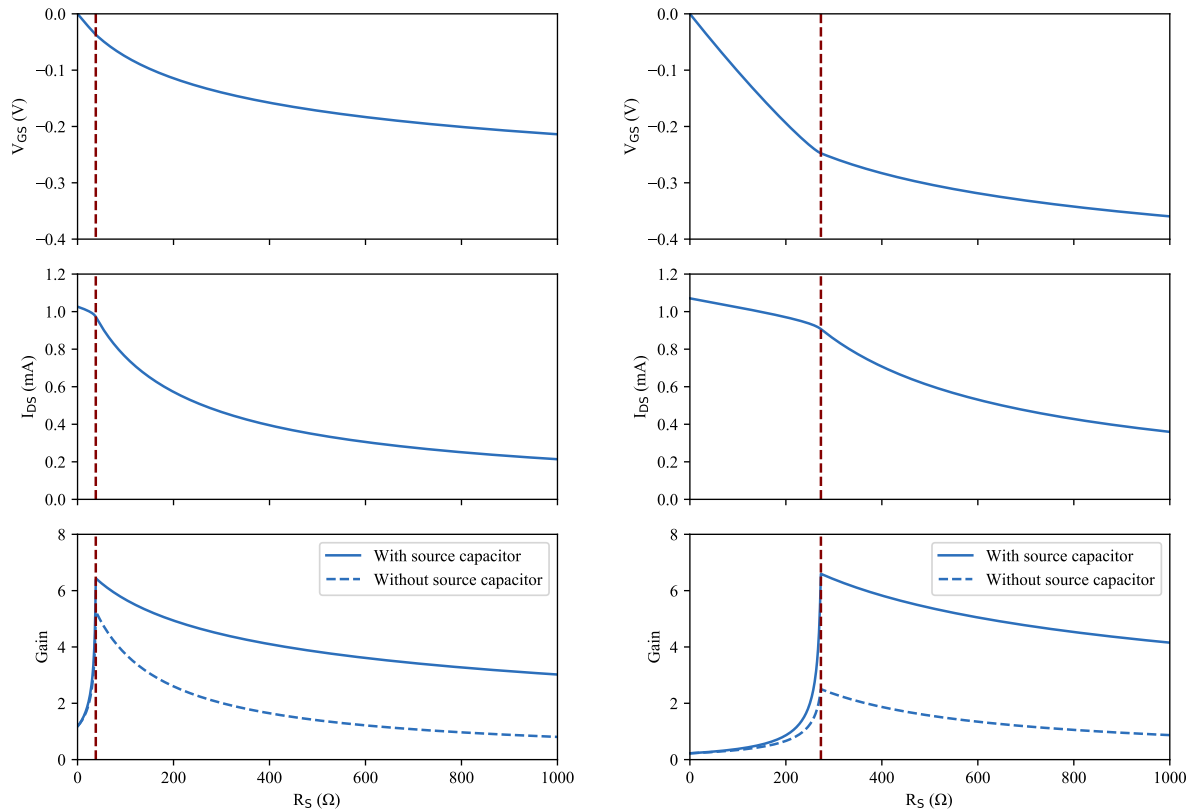 0.0
−0.1
−0.2
−0.3
−0.4
V_GS (V)
0.0
−0.1
−0.2
−0.3
−0.4
V_GS (V)
1.2
1.0
0.8
0.6
0.4
0.2
0.0
I_DS (mA)
1.2
1.0
0.8
0.6
0.4
0.2
0.0
I_DS (mA)
8
6
4
2
0
Gain
With source capacitor
Without source capacitor
0 200 400 600 800 1000
R_S (Ω)
8
6
4
2
0
Gain
With source capacitor
Without source capacitor
0 200 400 600 800 1000
R_S (Ω)